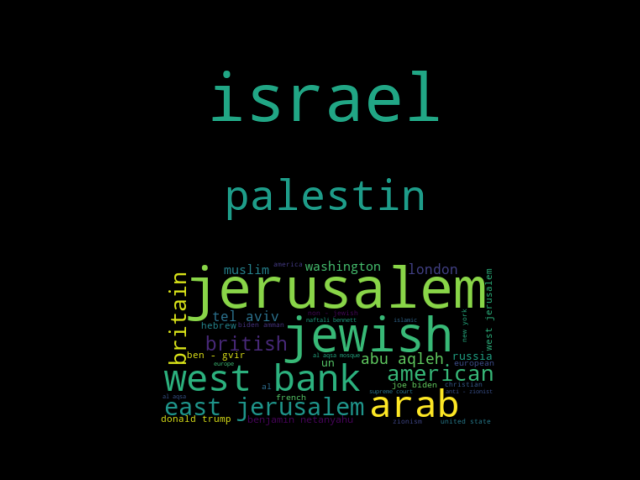 israel
palestin
america
muslim
washington
london
jerusalem
britain
west jerusalem
tel aviv
naftali bennett
islamic
hebrew
biden amman
new york
british
jewish
ben - gvir
al aqsa mosque
un
abu aqleh
russia
europe
european
west bank
american
al
joe biden
christian
supreme court
anti - zionist
al aqsa
french
east jerusalem
arab
donald trump
benjamin netanyahu
zionism
united state